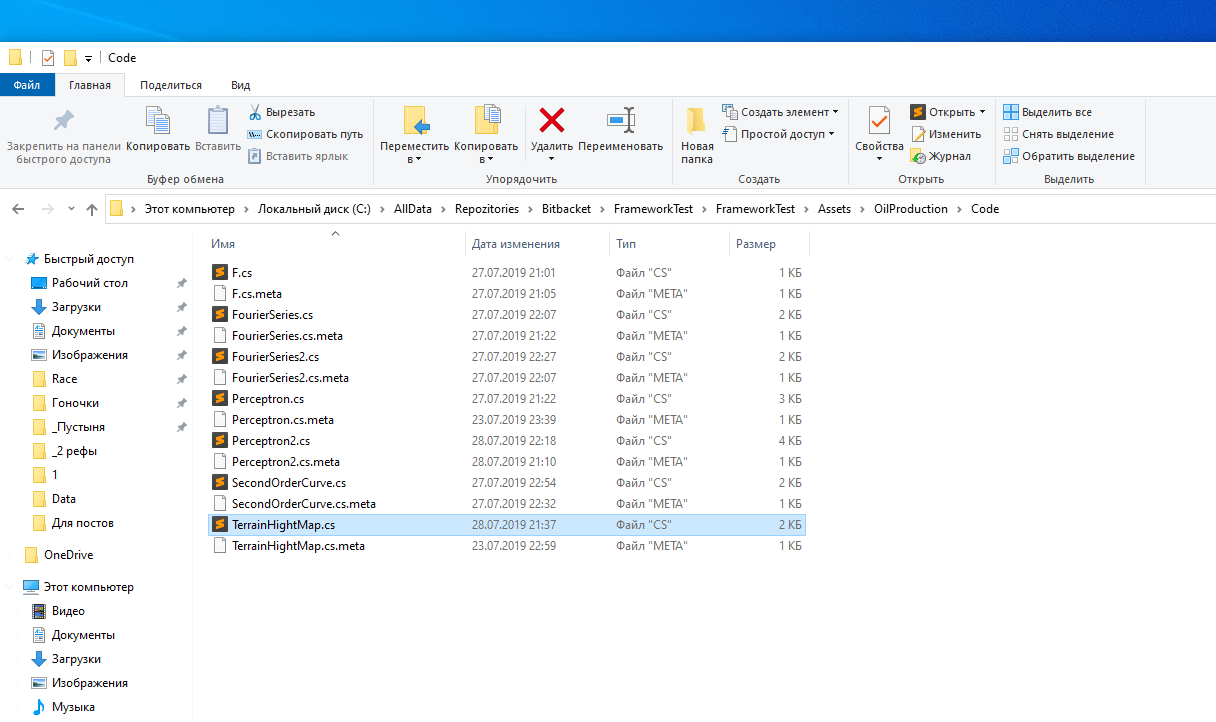 Code
Файл Главная Поделиться Вид
Закрепить на панели быстрого доступа
Копировать
Вставить
Вырезать
Скопировать путь
Вставить ярлык
Буфер обмена
Переместить в
Копировать в
Удалить
Переименовать
Упорядочить
Новая папка
Создать элемент
Простой доступ
Создать
Свойства
Открыть
Изменить
Журнал
Открыть
Выделить все
Снять выделение
Обратить выделение
Выделить
Этот компьютер > Локальный диск (C:) > AllData > Repozitories > Bitbacket > FrameworkTest > FrameworkTest > Assets > OilProduction > Code
Быстрый доступ
Рабочий стол
Загрузки
Документы
Изображения
Race
Гоночки
_Пустыня
_2 рефы
1
Data
Для постов
OneDrive
Этот компьютер
Видео
Документы
Загрузки
Изображения
Музыка
Имя Дата изменения Тип Размер
F.cs 27.07.2019 21:01 Файл "CS" 1 КБ
F.cs.meta 27.07.2019 21:05 Файл "META" 1 КБ
FourierSeries.cs 27.07.2019 22:07 Файл "CS" 2 КБ
FourierSeries.cs.meta 27.07.2019 21:22 Файл "META" 1 КБ
FourierSeries2.cs 27.07.2019 22:27 Файл "CS" 2 КБ
FourierSeries2.cs.meta 27.07.2019 22:07 Файл "META" 1 КБ
Perceptron.cs 27.07.2019 21:22 Файл "CS" 3 КБ
Perceptron.cs.meta 23.07.2019 23:39 Файл "META" 1 КБ
Perceptron2.cs 28.07.2019 22:18 Файл "CS" 4 КБ
Perceptron2.cs.meta 28.07.2019 21:10 Файл "META" 1 КБ
SecondOrderCurve.cs 27.07.2019 22:54 Файл "CS" 2 КБ
SecondOrderCurve.cs.meta 27.07.2019 22:32 Файл "META" 1 КБ
TerrainHightMap.cs 28.07.2019 21:37 Файл "CS" 2 КБ
TerrainHightMap.cs.meta 23.07.2019 22:59 Файл "META" 1 КБ